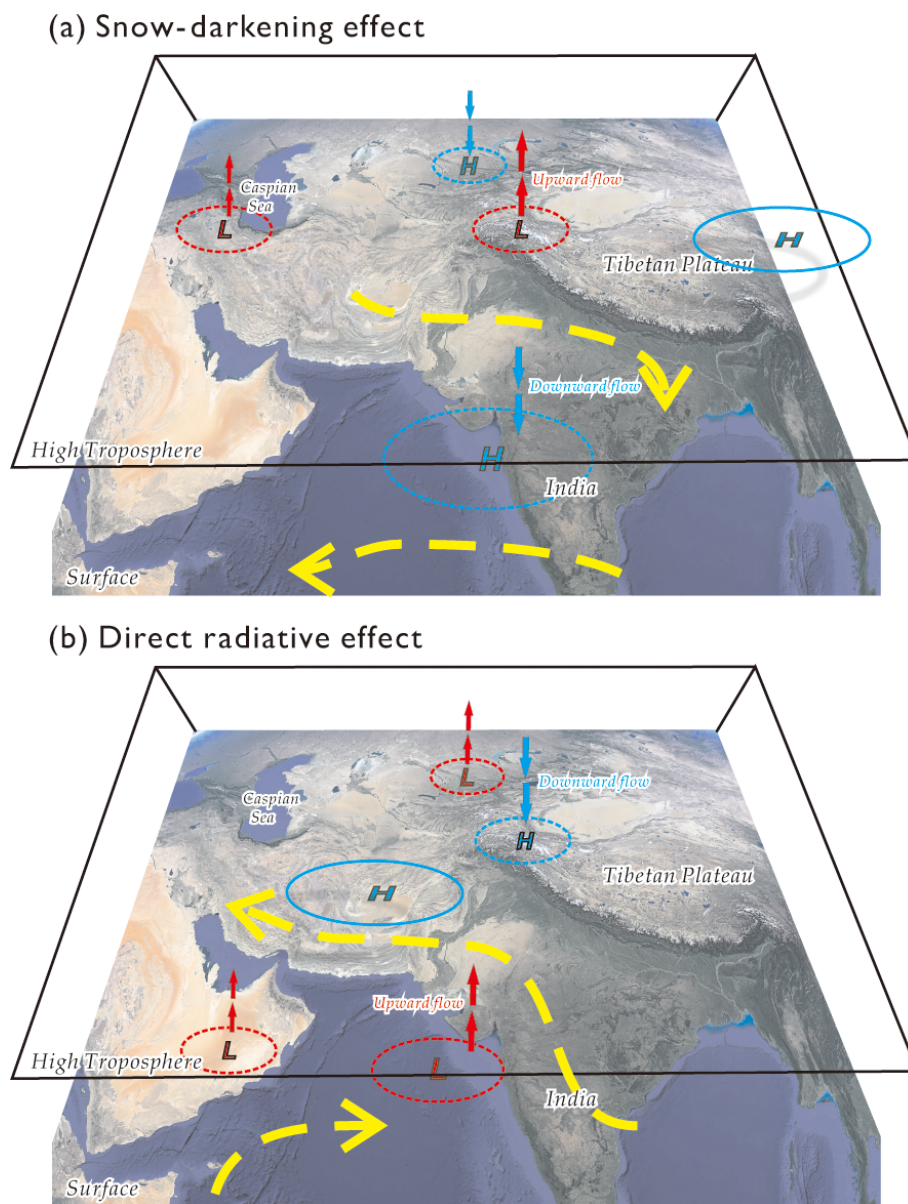 (a) Snow-darkening effect
H
Caspian
Sea
Upward flow
L
L
H
Tibetan Plateau
Downward flow
High Troposphere
H
India
Surface
(b) Direct radiative effect
L
Downward flow
Caspian
Sea
H
Tibetan Plateau
H
Upward flow
L
High Troposphere
L
India
Surface